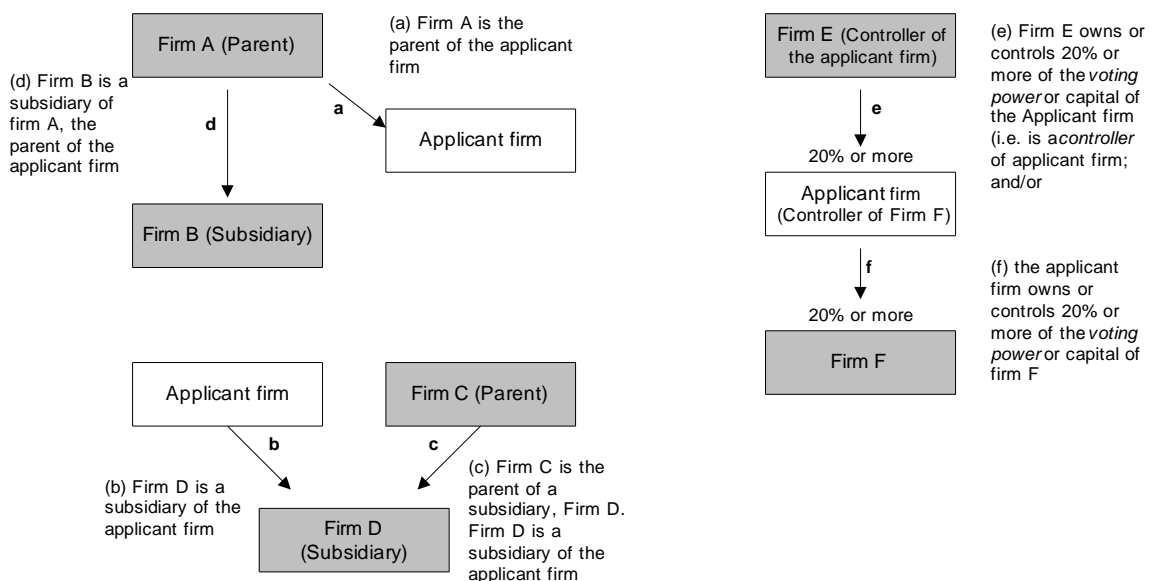 Firm A (Parent)
(a) Firm A is the
parent of the applicant
firm
(d) Firm B is a
subsidiary of
firm A, the
parent of the
applicant firm
a
d
Applicant firm
Firm B (Subsidiary)
Applicant firm
Firm C (Parent)
b
c
(b) Firm D is a
subsidiary of the
applicant firm
(c) Firm C is the
parent of a
subsidiary, Firm D.
Firm D is a
subsidiary of the
applicant firm
Firm D
(Subsidiary)
Firm E (Controller of
the applicant firm)
(e) Firm E owns or
controls 20% or
more of the voting
power or capital of
the Applicant firm
(i.e. is a controller
of applicant firm;
and/or
e
20% or more
Applicant firm
(Controller of Firm F)
f
20% or more
Firm F
(f) the applicant
firm owns or
controls 20% or
more of the voting
power or capital of
firm F